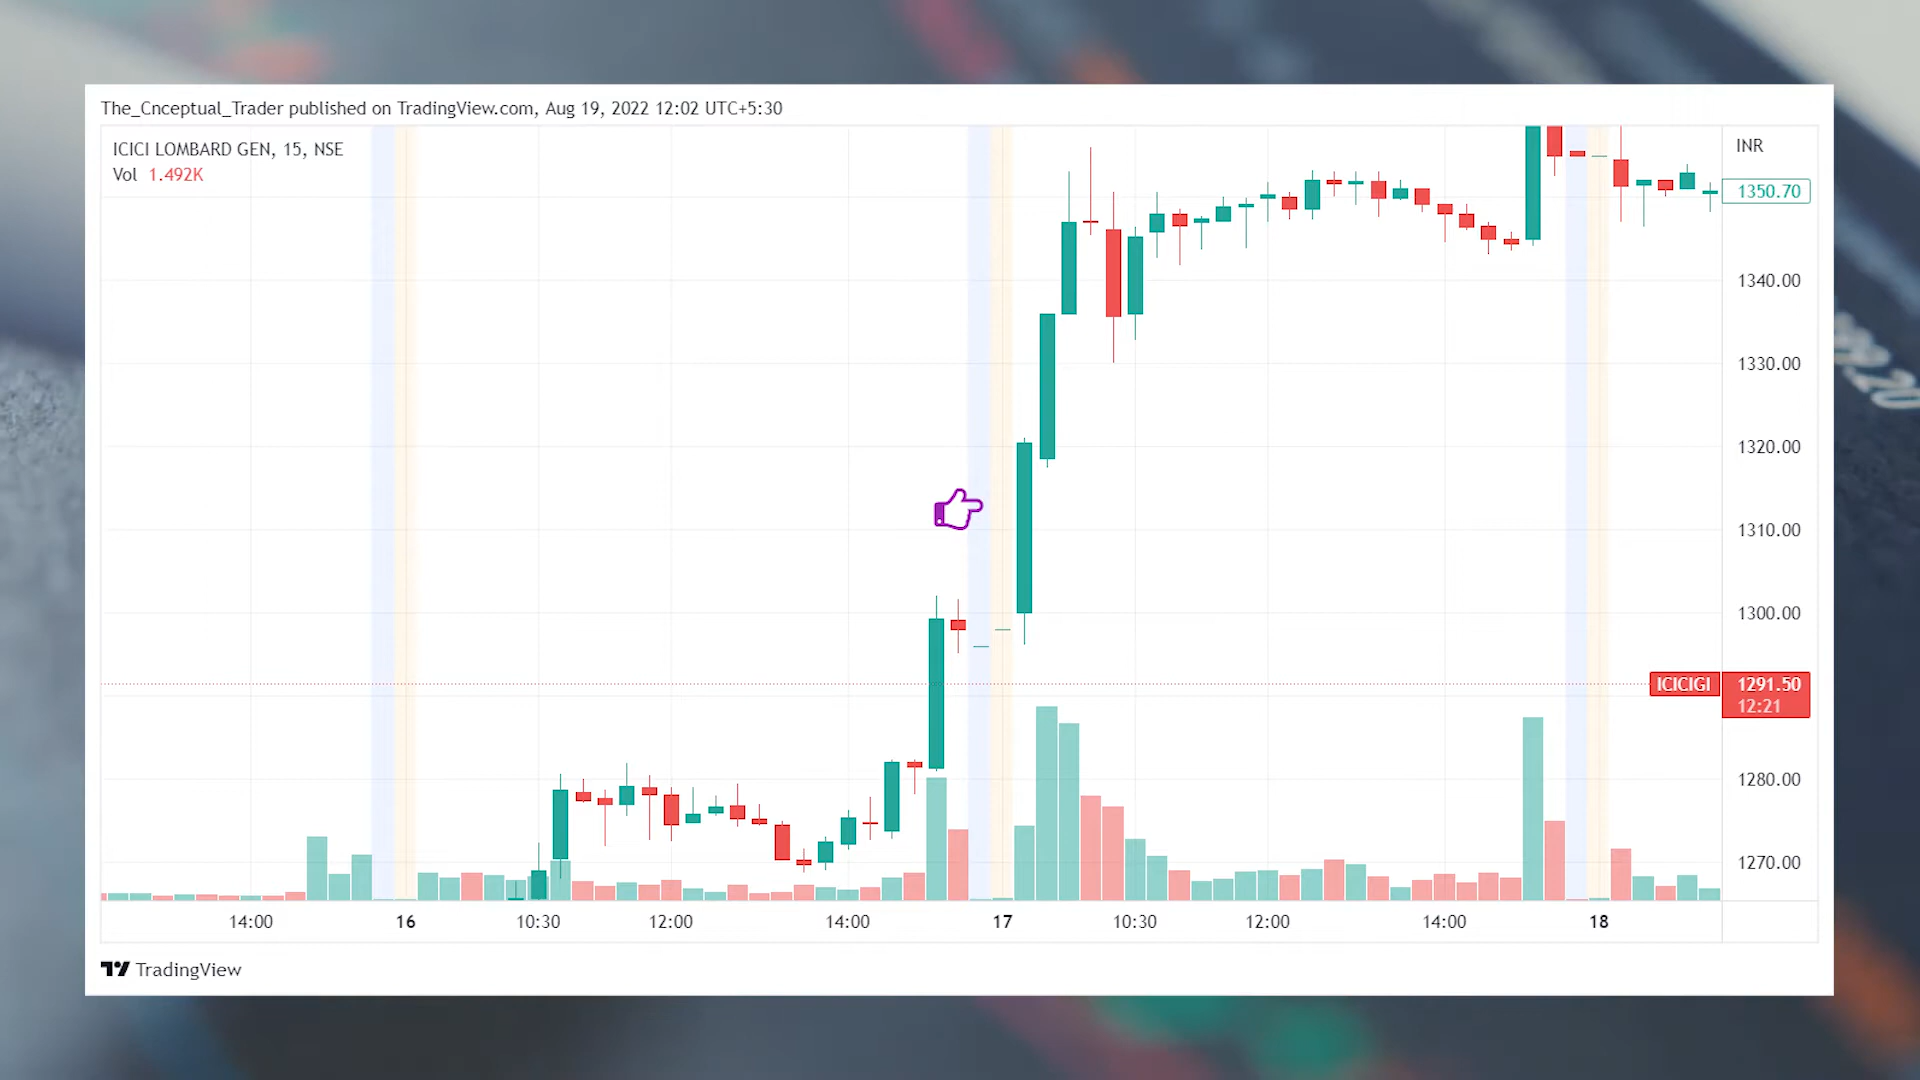 The_Cnceptual_Trader published on TradingView.com, Aug 19, 2022 12:02 UTC+5:30
ICICI LOMBARD GEN, 15, NSE
Vol 1.492K
INR
1350.70
1340.00
1330.00
1320.00
1310.00
1300.00
ICICIGI 1291.50
12:21
1280.00
1270.00
14:00 16 10:30 12:00 14:00 17 10:30 12:00 14:00 18
TradingView